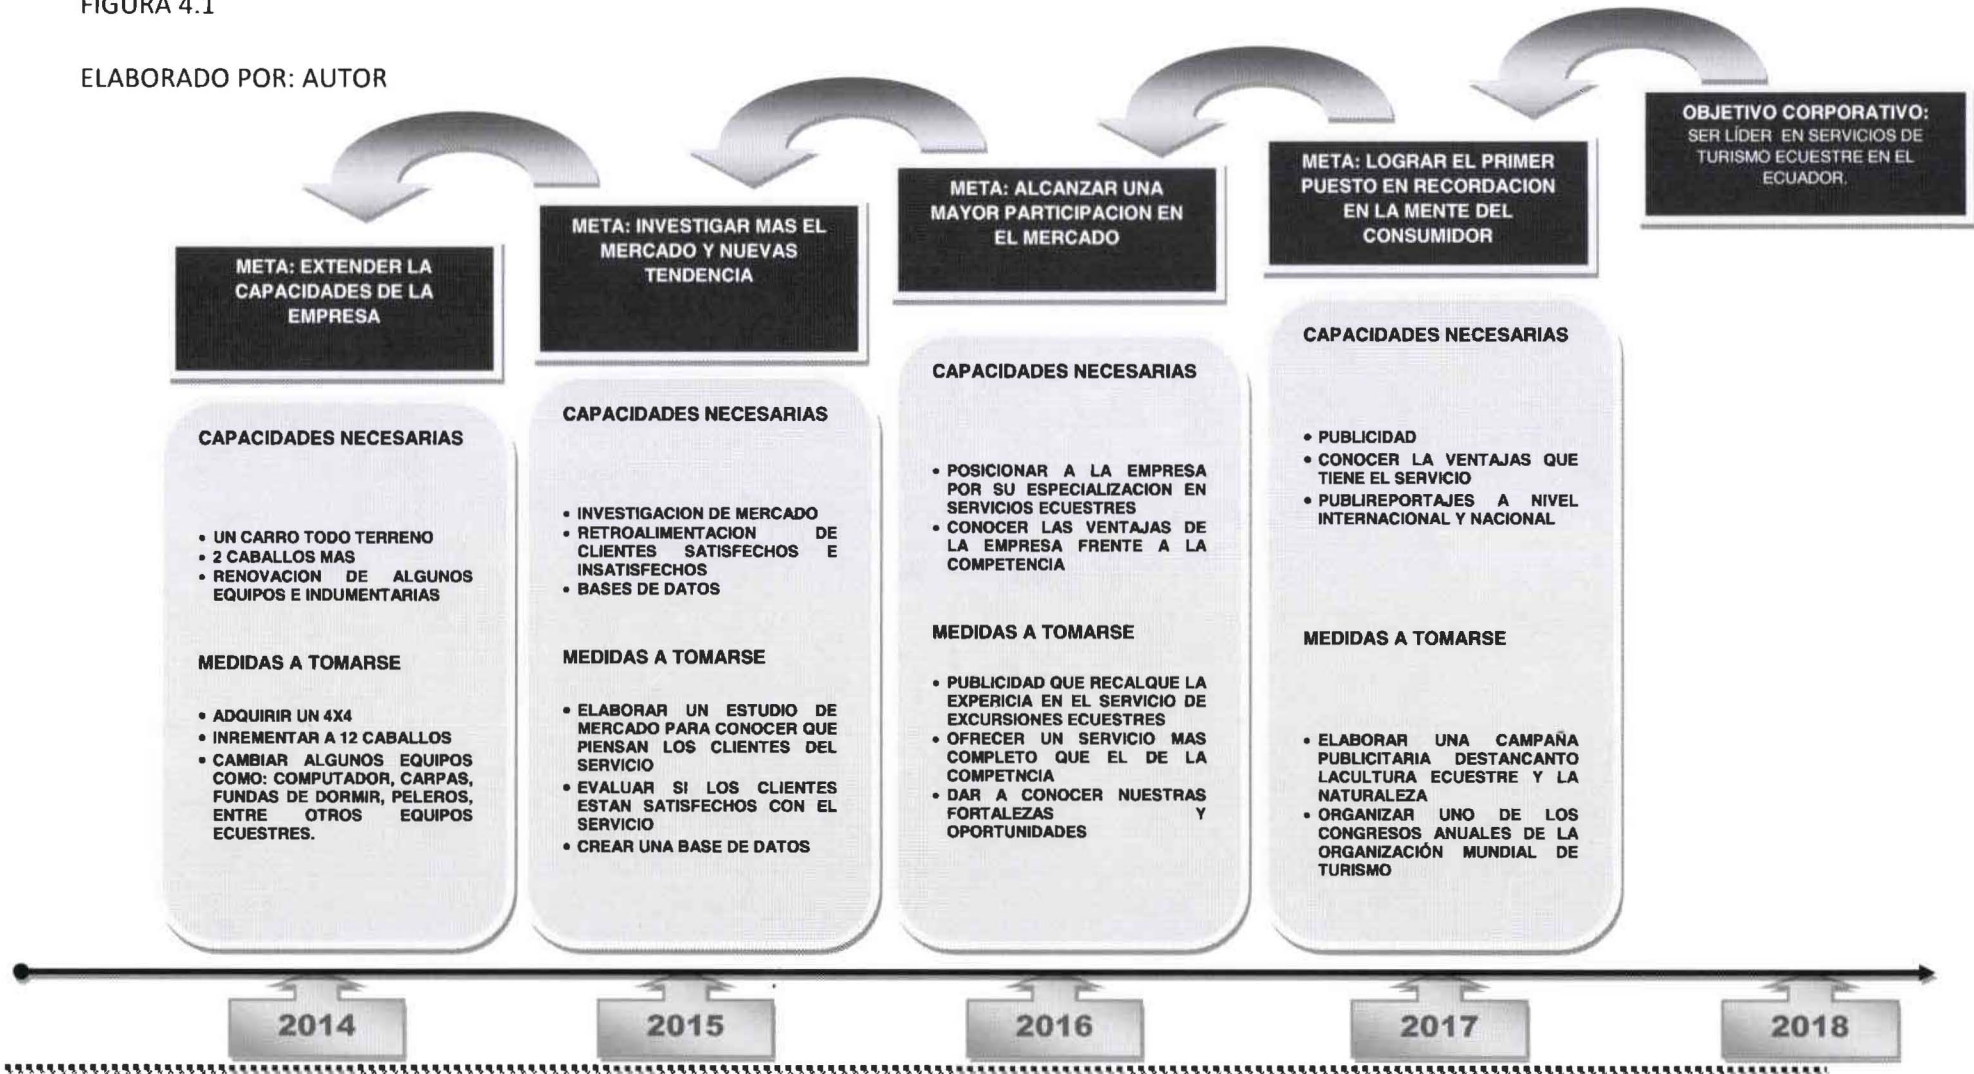 FIGURA 4.1
ELABORADO POR: AUTOR
META: EXTENDER LA
CAPACIDADES DE LA
EMPRESA
CAPACIDADES NECESARIAS
• UN CARRO TODO TERRENO
• 2 CABALLOS MAS
• RENOVACION DE ALGUNOS
EQUIPOS E INDUMENTARIAS
MEDIDAS A TOMARSE
• ADQUIRIR UN 4X4
• INREMENTAR A 12 CABALLOS
• CAMBIAR ALGUNOS EQUIPOS
COMO: COMPUTADOR, CARPAS,
FUNDAS DE DORMIR, PELEROS,
ENTRE OTROS EQUIPOS
ECUESTRES.
META: INVESTIGAR MAS EL
MERCADO Y NUEVAS
TENDENCIA
CAPACIDADES NECESARIAS
• INVESTIGACION DE MERCADO
• RETROALIMENTACION DE
CLIENTES SATISFECHOS E
INSATISFECHOS
• BASES DE DATOS
MEDIDAS A TOMARSE
• ELABORAR UN ESTUDIO DE
MERCADO PARA CONOCER QUE
PIENSAN LOS CLIENTES DEL
SERVICIO
• EVALUAR SI LOS CLIENTES
ESTAN SATISFECHOS CON EL
SERVICIO
• CREAR UNA BASE DE DATOS
META: ALCANZAR UNA
MAYOR PARTICIPACION EN
EL MERCADO
CAPACIDADES NECESARIAS
• POSICIONAR A LA EMPRESA
POR SU ESPECIALIZACION EN
SERVICIOS ECUESTRES
• CONOCER LAS VENTAJAS DE
LA EMPRESA FRENTE A LA
COMPETENCIA
MEDIDAS A TOMARSE
• PUBLICIDAD QUE RECALQUE LA
EXPERICIA EN EL SERVICIO DE
EXCURSIONES ECUESTRES
• OFRECER UN SERVICIO MAS
COMPLETO QUE EL DE LA
COMPETNCIA
• DAR A CONOCER NUESTRAS
FORTALEZAS Y
OPORTUNIDADES
META: LOGRAR EL PRIMER
PUESTO EN RECORDACION
EN LA MENTE DEL
CONSUMIDOR
CAPACIDADES NECESARIAS
• PUBLICIDAD
• CONOCER LA VENTAJAS QUE
TIENE EL SERVICIO
• PUBLIREPORTAJES A NIVEL
INTERNACIONAL Y NACIONAL
MEDIDAS A TOMARSE
• ELABORAR UNA CAMPAÑA
PUBLICITARIA DESTANCANTO
LACULTURA ECUESTRE Y LA
NATURALEZA
• ORGANIZAR UNO DE LOS
CONGRESOS ANUALES DE LA
ORGANIZACIÓN MUNDIAL DE
TURISMO
OBJETIVO CORPORATIVO:
SER LÍDER EN SERVICIOS DE
TURISMO ECUESTRE EN EL
ECUADOR.
2014
2015
2016
2017
2018